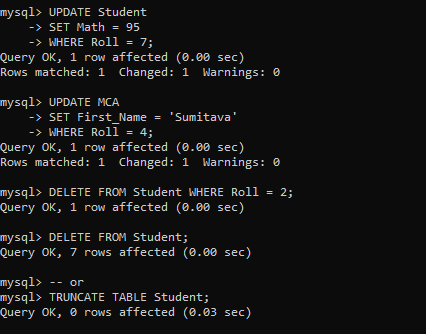 mysql> UPDATE Student
    -> SET Math = 95
    -> WHERE Roll = 7;
Query OK, 1 row affected (0.00 sec)
Rows matched: 1  Changed: 1  Warnings: 0

mysql> UPDATE MCA
    -> SET First_Name = 'Sumitava'
    -> WHERE Roll = 4;
Query OK, 1 row affected (0.00 sec)
Rows matched: 1  Changed: 1  Warnings: 0

mysql> DELETE FROM Student WHERE Roll = 2;
Query OK, 1 row affected (0.00 sec)

mysql> DELETE FROM Student;
Query OK, 7 rows affected (0.00 sec)

mysql> -- or
mysql> TRUNCATE TABLE Student;
Query OK, 0 rows affected (0.03 sec)